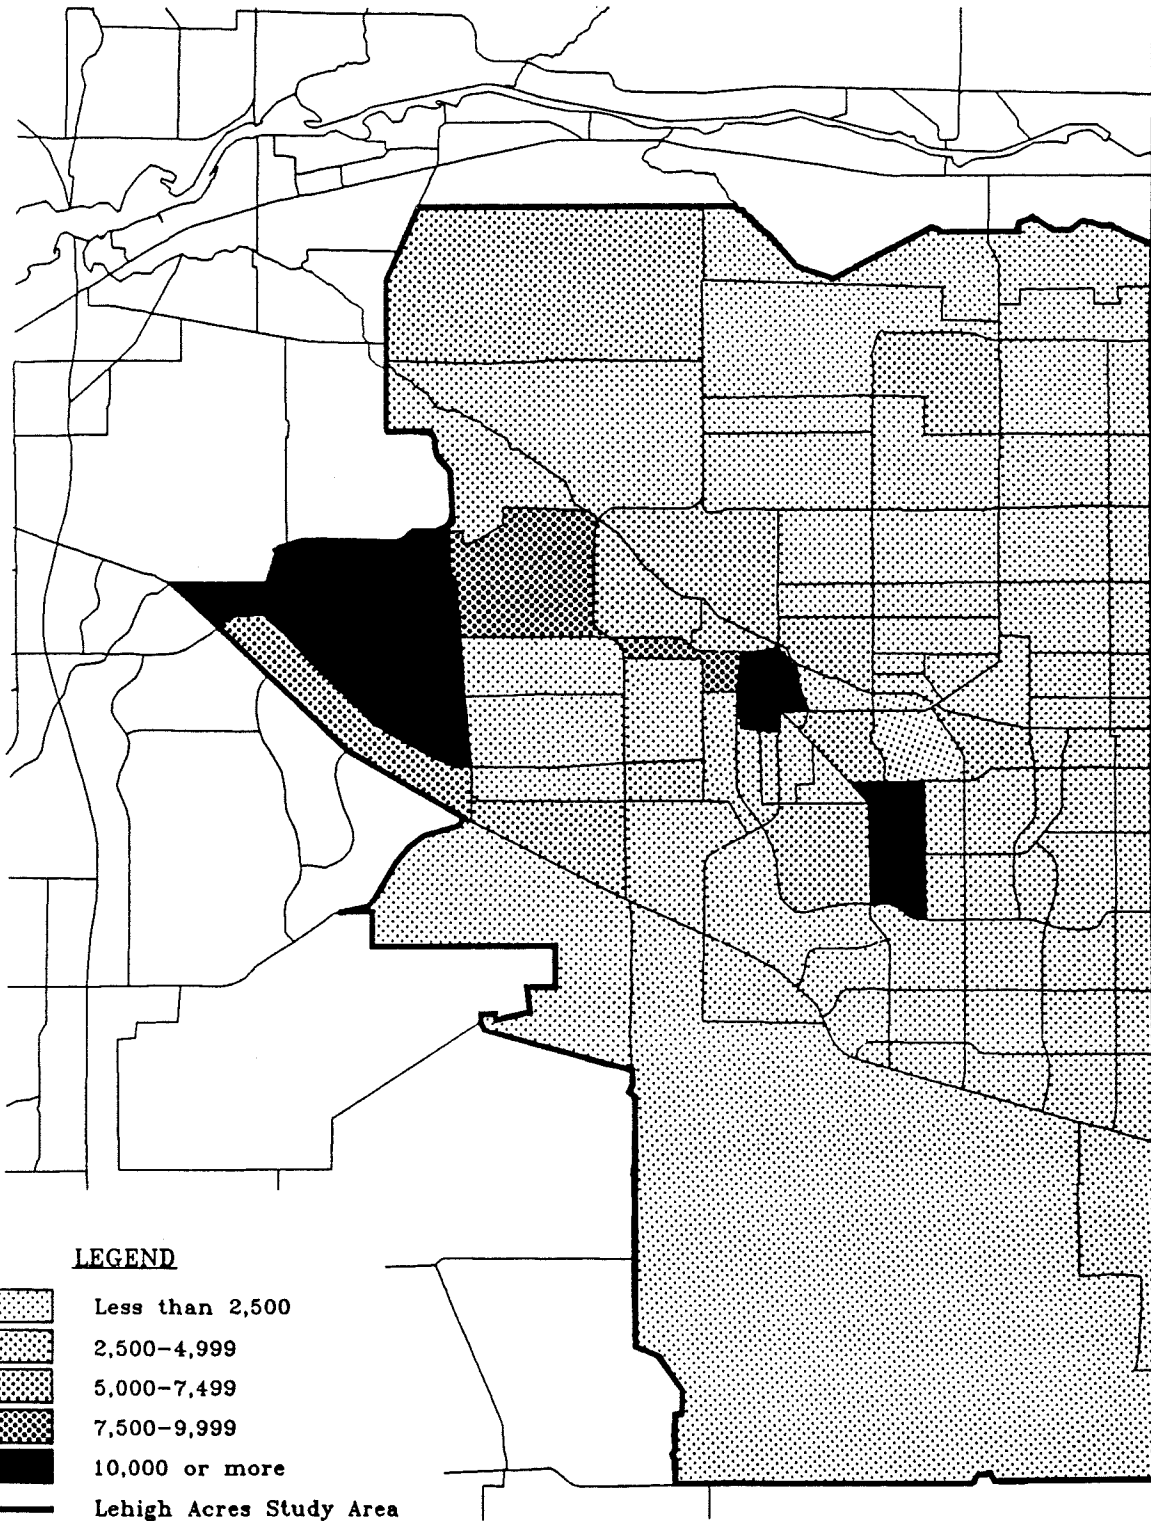 LEGEND
Less than 2,500
2,500-4,999
5,000-7,499
7,500-9,999
10,000 or more
Lehigh Acres Study Area